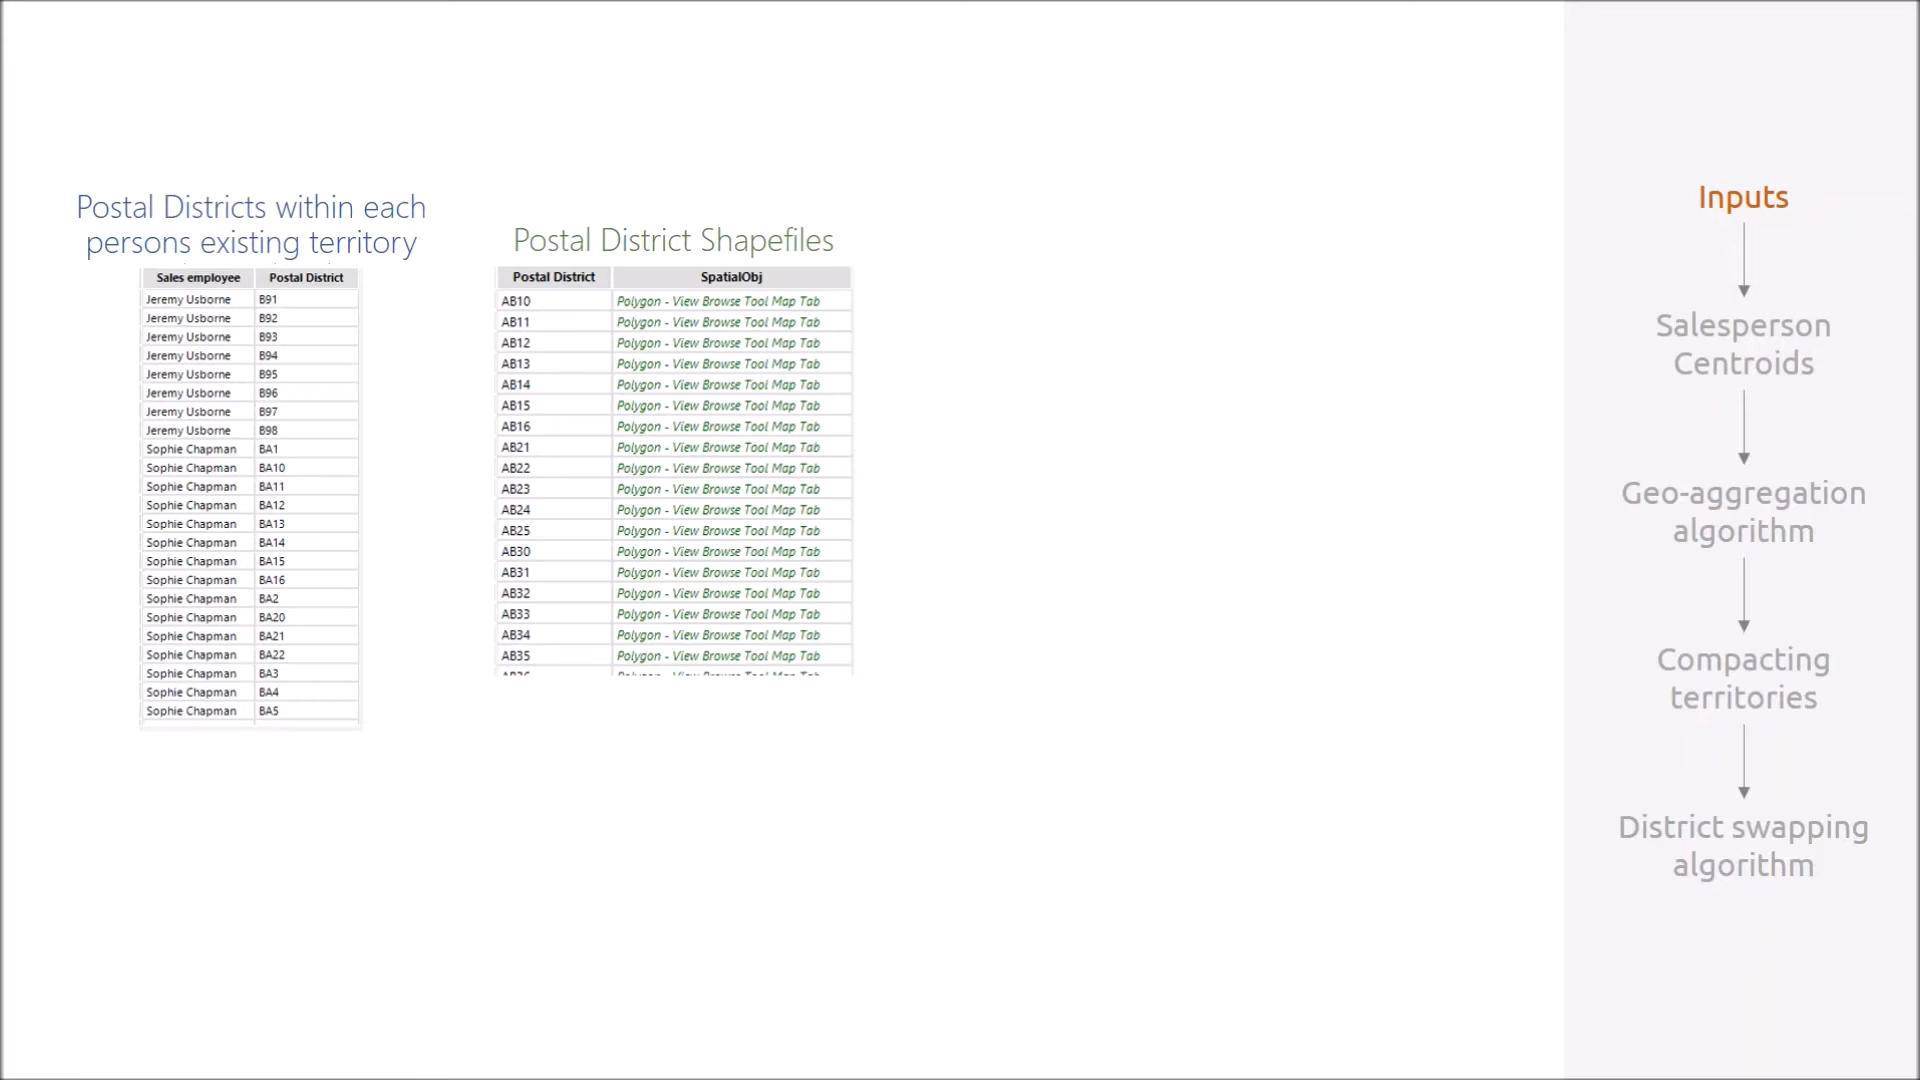 Postal Districts within each
persons existing territory
Sales employee Postal District
Jeremy Usborne B91
Jeremy Usborne B92
Jeremy Usborne B93
Jeremy Usborne B94
Jeremy Usborne B95
Jeremy Usborne B96
Jeremy Usborne B97
Jeremy Usborne B98
Sophie Chapman BA1
Sophie Chapman BA10
Sophie Chapman BA11
Sophie Chapman BA12
Sophie Chapman BA13
Sophie Chapman BA14
Sophie Chapman BA15
Sophie Chapman BA16
Sophie Chapman BA2
Sophie Chapman BA20
Sophie Chapman BA21
Sophie Chapman BA22
Sophie Chapman BA3
Sophie Chapman BA4
Sophie Chapman BA5
Postal District Shapefiles
Postal District SpatialObj
AB10 Polygon - View Browse Tool Map Tab
AB11 Polygon - View Browse Tool Map Tab
AB12 Polygon - View Browse Tool Map Tab
AB13 Polygon - View Browse Tool Map Tab
AB14 Polygon - View Browse Tool Map Tab
AB15 Polygon - View Browse Tool Map Tab
AB16 Polygon - View Browse Tool Map Tab
AB21 Polygon - View Browse Tool Map Tab
AB22 Polygon - View Browse Tool Map Tab
AB23 Polygon - View Browse Tool Map Tab
AB24 Polygon - View Browse Tool Map Tab
AB25 Polygon - View Browse Tool Map Tab
AB30 Polygon - View Browse Tool Map Tab
AB31 Polygon - View Browse Tool Map Tab
AB32 Polygon - View Browse Tool Map Tab
AB33 Polygon - View Browse Tool Map Tab
AB34 Polygon - View Browse Tool Map Tab
AB35 Polygon - View Browse Tool Map Tab
Inputs
Salesperson
Centroids
Geo-aggregation
algorithm
Compacting
territories
District swapping
algorithm